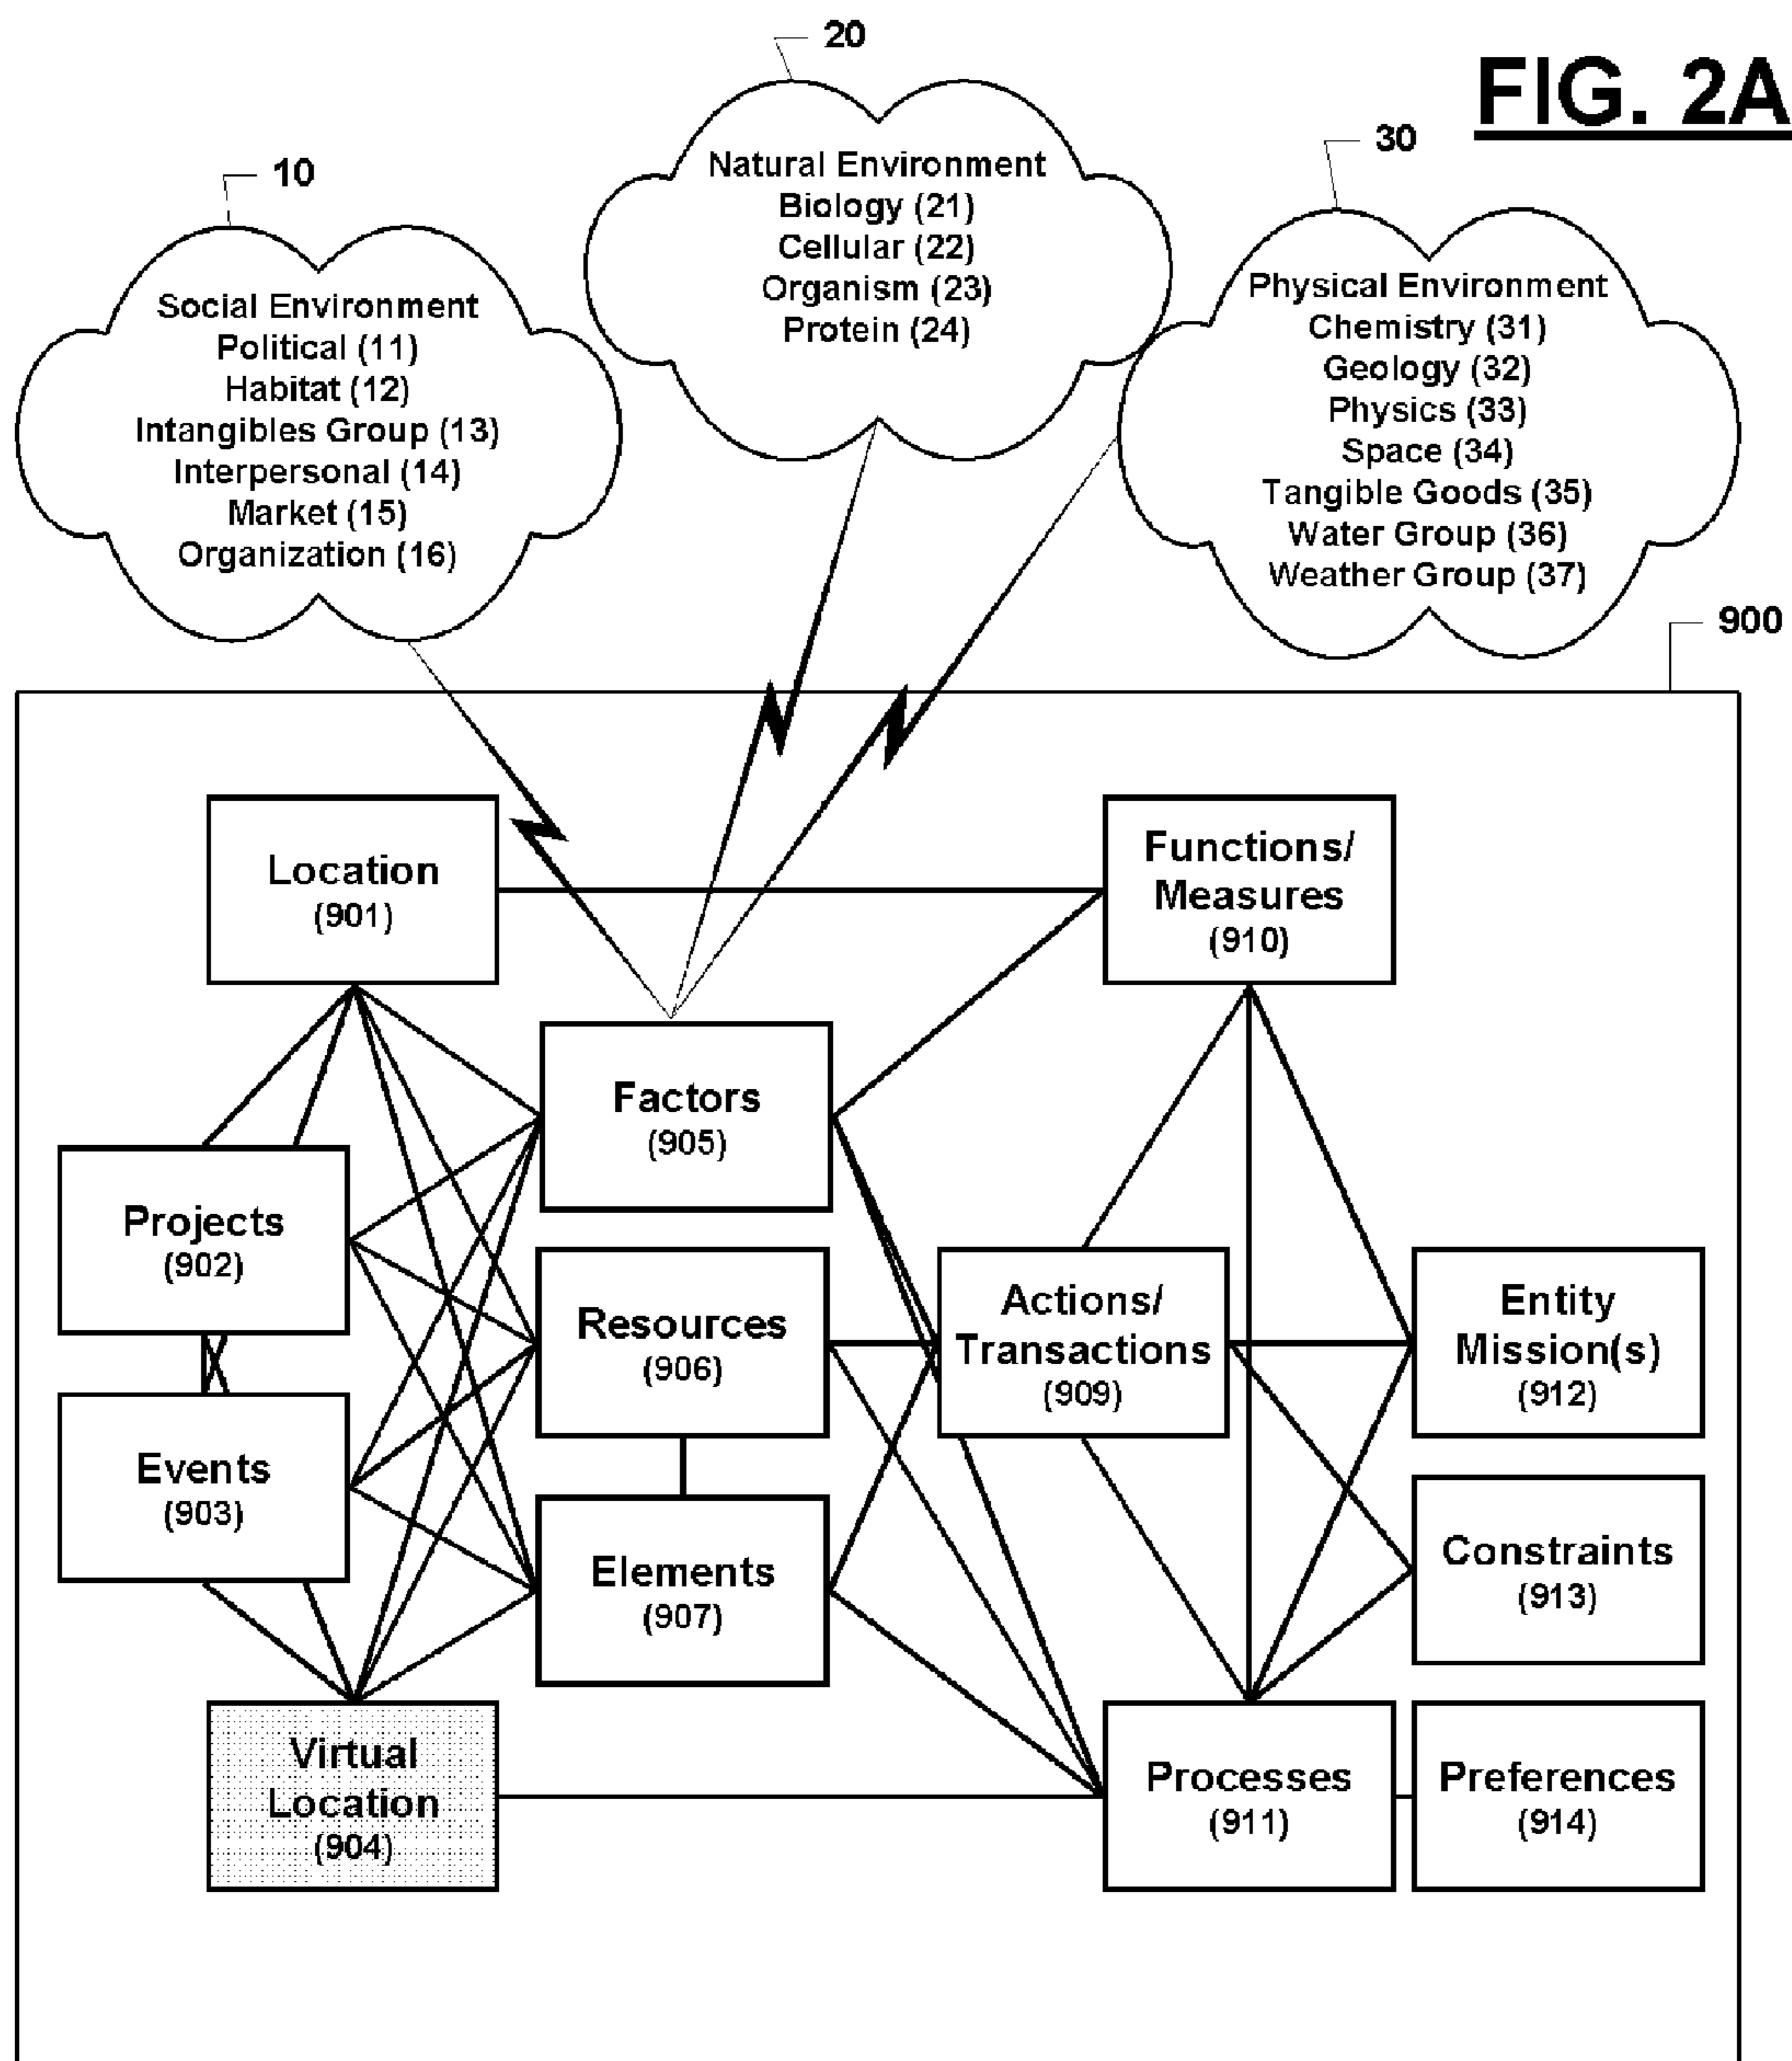 20
FIG. 2A
30
10
Natural Environment
Biology (21)
Cellular (22)
Organism (23)
Protein (24)
Social Environment
Political (11)
Habitat (12)
Intangibles Group (13)
Interpersonal (14)
Market (15)
Organization (16)
Physical Environment
Chemistry (31)
Geology (32)
Physics (33)
Space (34)
Tangible Goods (35)
Water Group (36)
Weather Group (37)
900
Location
(901)
Functions/
Measures
(910)
Factors
(905)
Projects
(902)
Resources
(906)
Actions/
Transactions
(909)
Entity
Mission(s)
(912)
Events
(903)
Elements
(907)
Constraints
(913)
Virtual
Location
(904)
Processes
(911)
Preferences
(914)